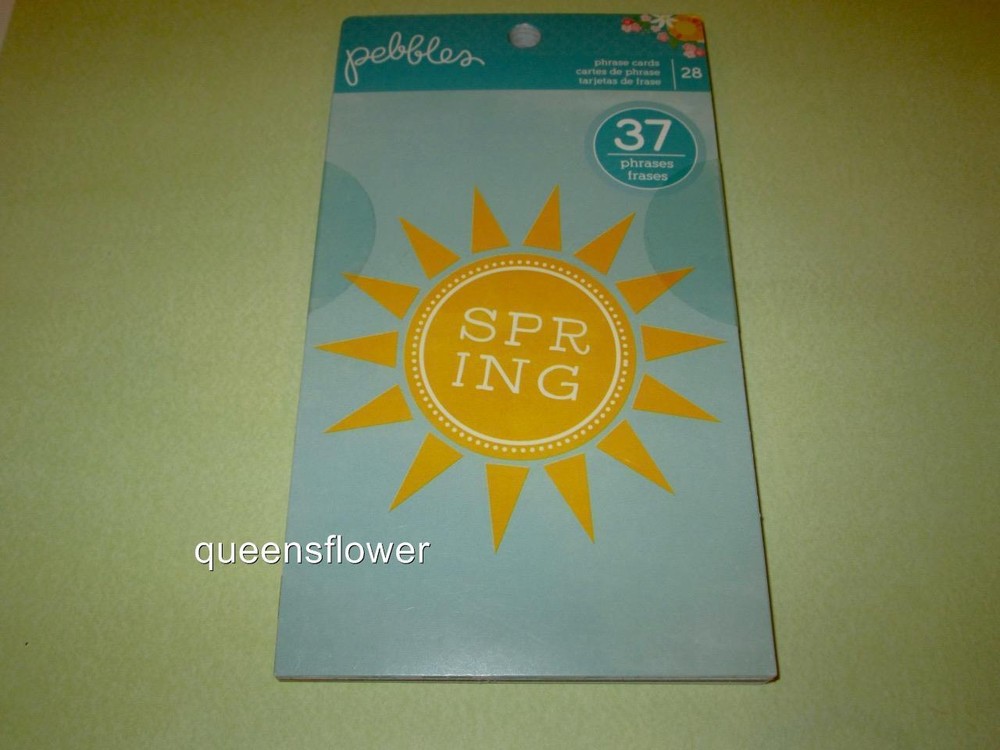 pebbles
phrase cards
cartes de phrase
tarjetas de frase
28
37
phrases
frases
SPR
ING
queensflower